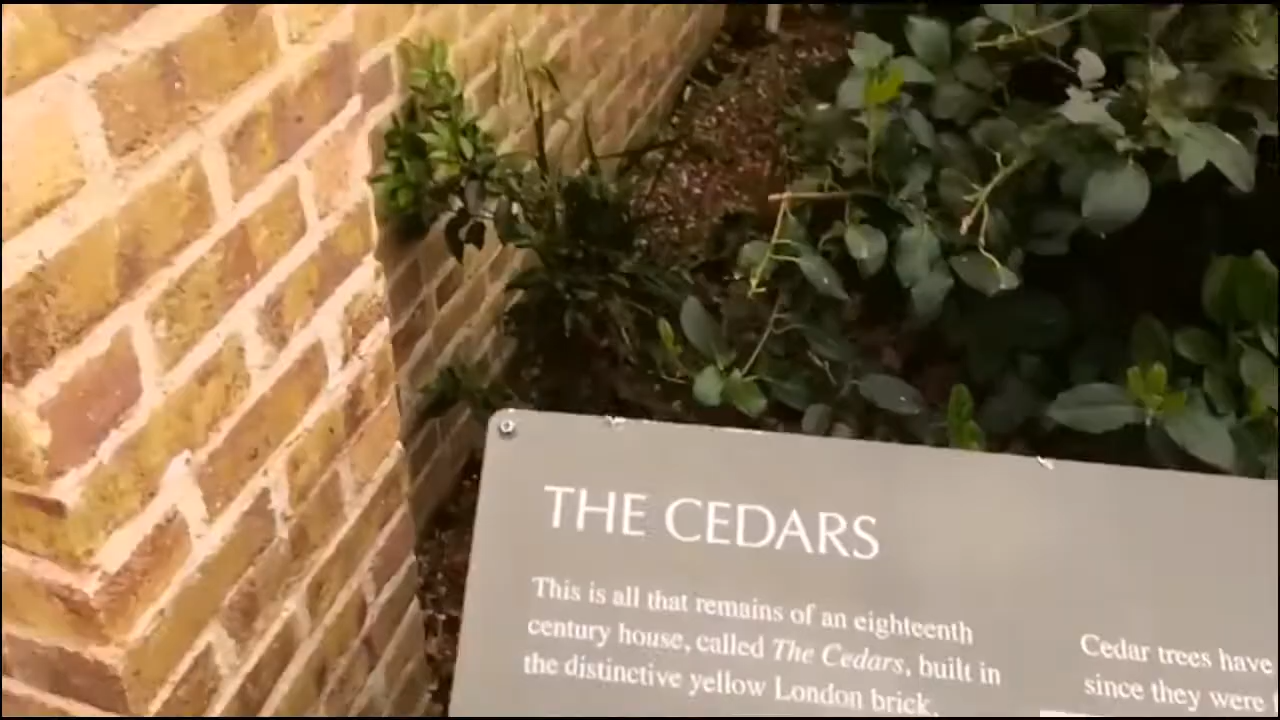 THE CEDARS
This is all that remains of an eighteenth
century house, called The Cedars, built in
the distinctive yellow London brick.
Cedar trees have
since they were